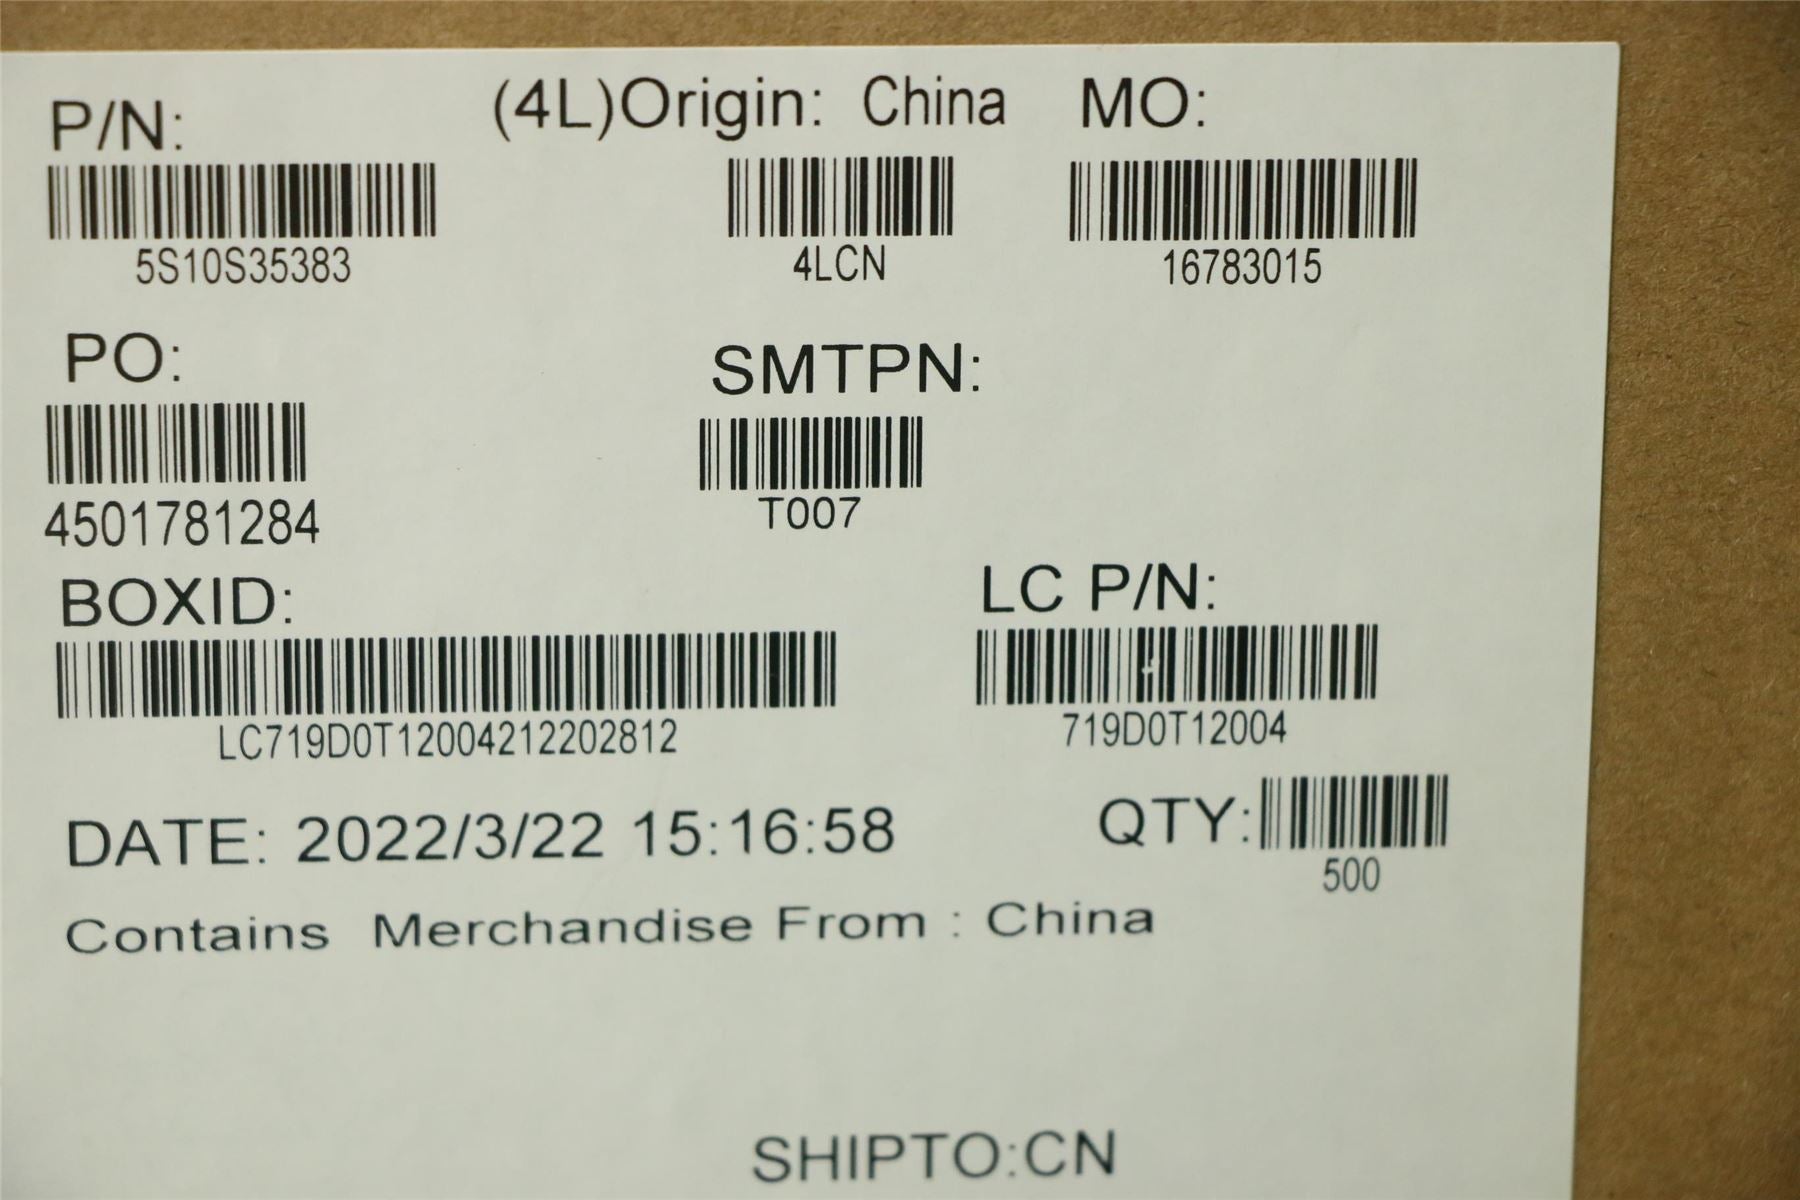 P/N: (4L)Origin: China MO:
5S10S35383 4LCN 16783015
PO: SMTPN:
4501781284 T007
BOXID: LC P/N:
LC719D0T12004212202812 719D0T12004
DATE: 2022/3/22 15:16:58 QTY:
500
Contains Merchandise From : China
SHIPTO:CN